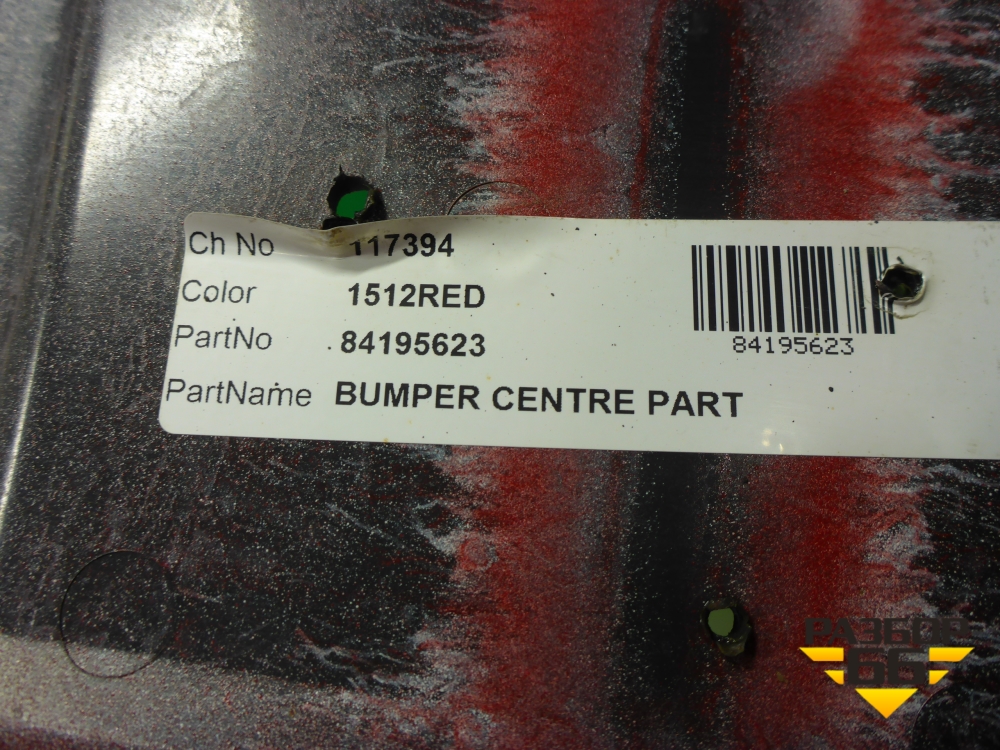 Ch No 117394
Color 1512RED
PartNo 84195623
PartName BUMPER CENTRE PART
84195623
РАЗБОР
66